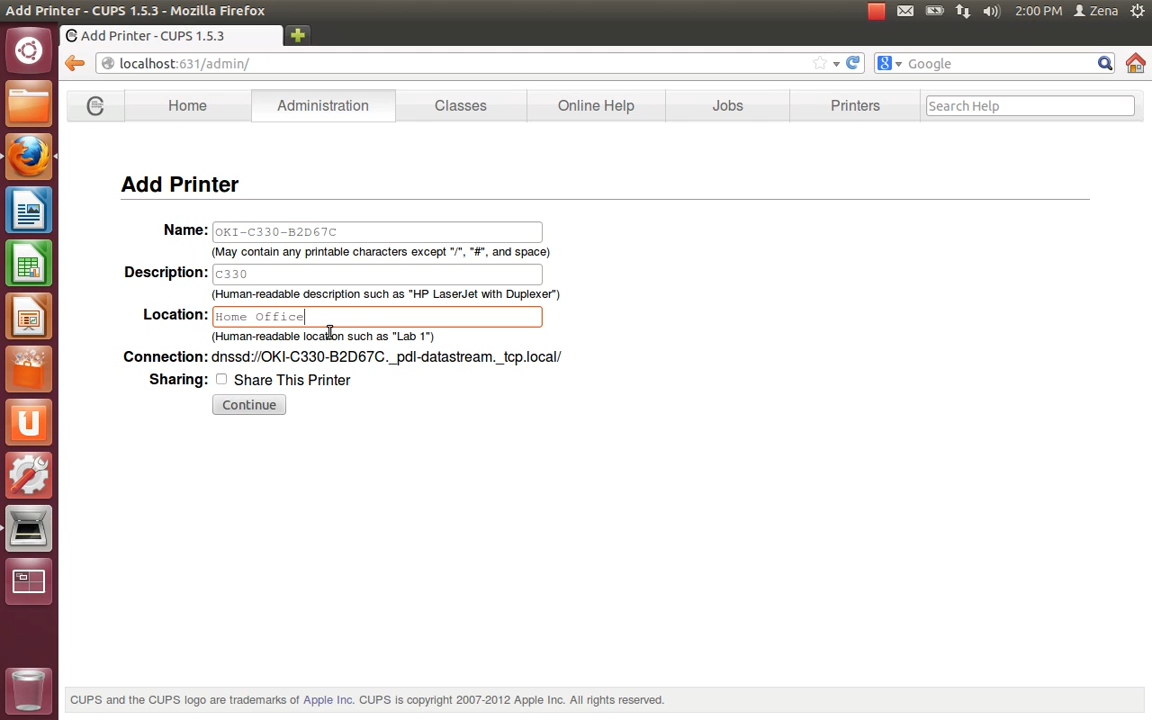 Add Printer - CUPS 1.5.3 - Mozilla Firefox
2:00 PM Zena
Add Printer - CUPS 1.5.3
localhost:631/admin/
Google
Home Administration Classes Online Help Jobs Printers Search Help
Add Printer
Name: OKI-C330-B2D67C
(May contain any printable characters except "/", "#", and space)
Description: C330
(Human-readable description such as "HP LaserJet with Duplexer")
Location: Home Office
(Human-readable location such as "Lab 1")
Connection: dnssd://OKI-C330-B2D67C._pdl-datastream._tcp.local/
Sharing: Share This Printer
Continue
CUPS and the CUPS logo are trademarks of Apple Inc. CUPS is copyright 2007-2012 Apple Inc. All rights reserved.